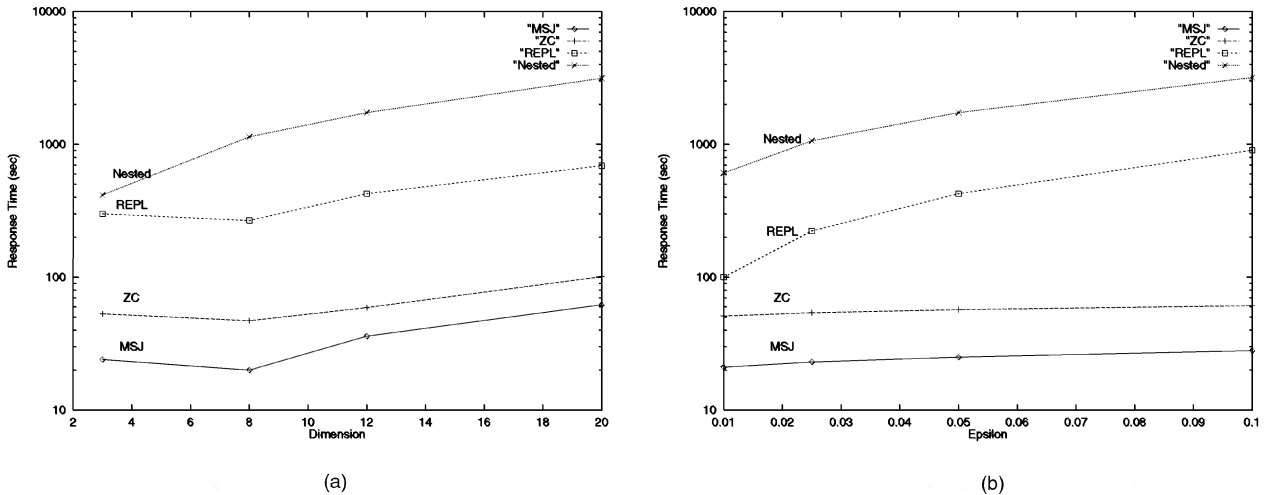 10000
1000
100
10
Response Time (sec)
"MSJ"
"ZC"
"REPL"
"Nested"
Nested
REPL
ZC
MSJ
2 4 6 8 10 12 14 16 18 20
Dimension
(a)
10000
1000
100
10
Response Time (sec)
"MSJ"
"ZC"
"REPL"
"Nested"
Nested
REPL
ZC
MSJ
0.01 0.02 0.03 0.04 0.05 0.06 0.07 0.08 0.09 0.1
Epsilon
(b)